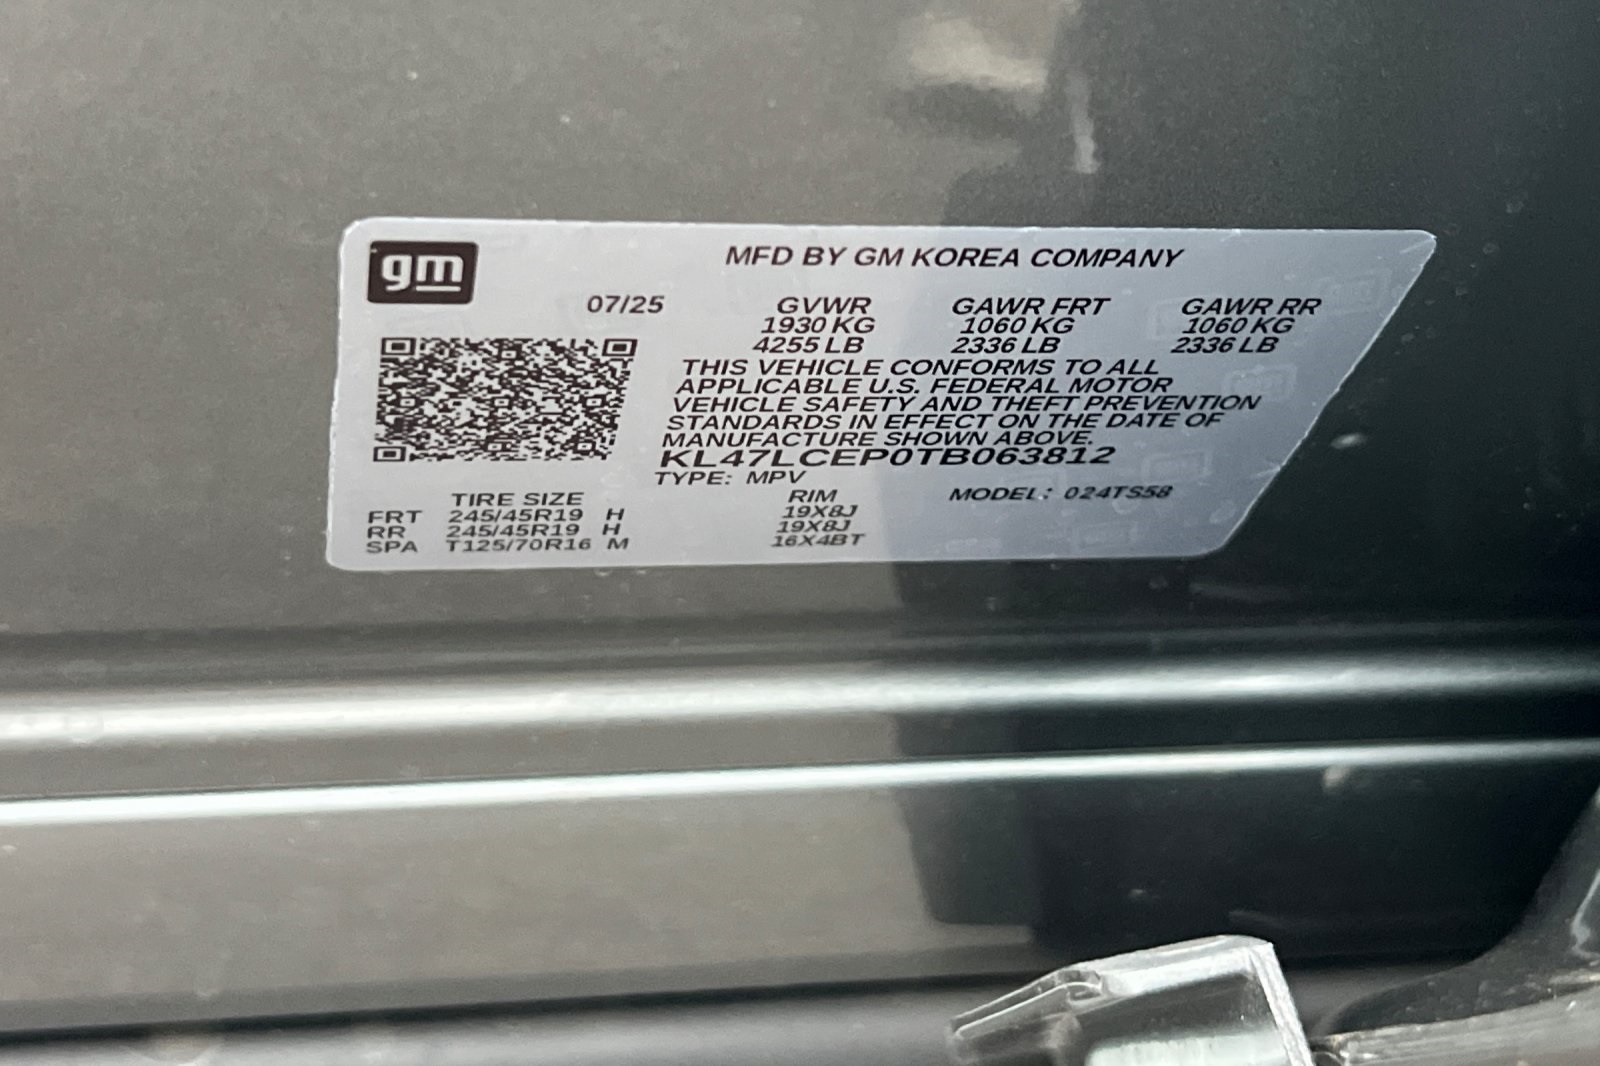 gm
MFD BY GM KOREA COMPANY
07/25 GVWR GAWR FRT GAWR RR
1930 KG 1060 KG 1060 KG
4255 LB 2336 LB 2336 LB
THIS VEHICLE CONFORMS TO ALL
APPLICABLE U.S. FEDERAL MOTOR
VEHICLE SAFETY AND THEFT PREVENTION
STANDARDS IN EFFECT ON THE DATE OF
MANUFACTURE SHOWN ABOVE.
KL47LCEP0TB063812
TYPE: MPV
TIRE SIZE RIM MODEL: 024TS58
FRT 245/45R19 H 19X8J
RR 245/45R19 H 19X8J
SPA T125/70R16 M 16X4BT